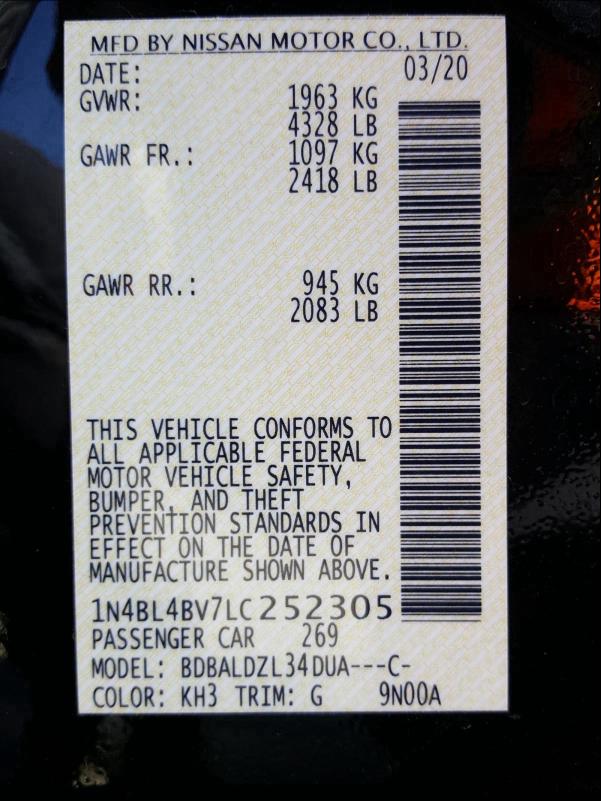 MFD BY NISSAN MOTOR CO., LTD.
DATE: 03/20
GVWR: 1963 KG
4328 LB
GAWR FR.: 1097 KG
2418 LB
GAWR RR.: 945 KG
2083 LB
THIS VEHICLE CONFORMS TO
ALL APPLICABLE FEDERAL
MOTOR VEHICLE SAFETY,
BUMPER, AND THEFT
PREVENTION STANDARDS IN
EFFECT ON THE DATE OF
MANUFACTURE SHOWN ABOVE.
1N4BL4BV7LC252305
PASSENGER CAR 269
MODEL: BDBALDZL34DUA---C-
COLOR: KH3 TRIM: G 9N00A